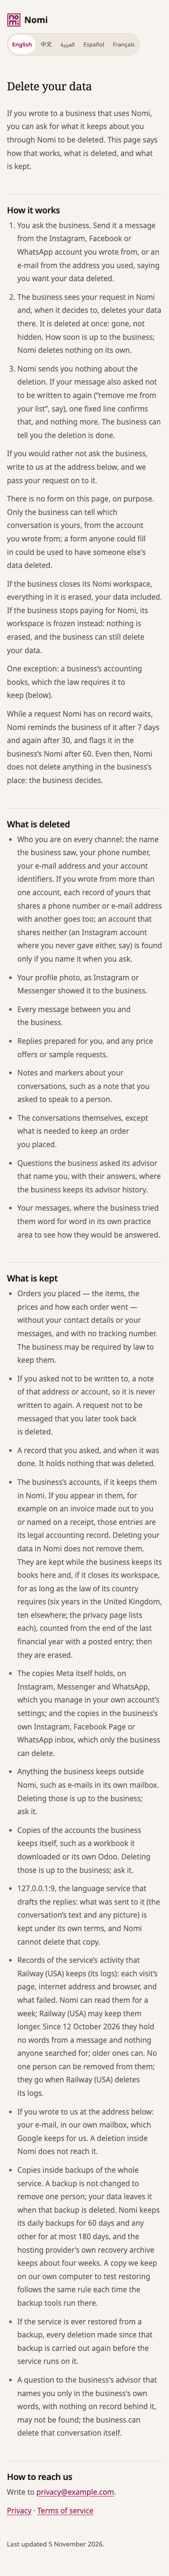 Nomi
English 中文 العربية Español Français
Delete your data
If you wrote to a business that uses Nomi,
you can ask for what it keeps about you
through Nomi to be deleted. This page says
how that works, what is deleted, and what
is kept.
How it works
1. You ask the business. Send it a message
from the Instagram, Facebook or
WhatsApp account you wrote from, or an
e-mail from the address you used, saying
you want your data deleted.
2. The business sees your request in Nomi
and, when it decides to, deletes your data
there. It is deleted at once: gone, not
hidden. How soon is up to the business;
Nomi deletes nothing on its own.
3. Nomi sends you nothing about the
deletion. If your message also asked not
to be written to again (“remove me from
your list”, say), one fixed line confirms
that, and nothing more. The business can
tell you the deletion is done.
If you would rather not ask the business,
write to us at the address below, and we
pass your request on to it.
There is no form on this page, on purpose.
Only the business can tell which
conversation is yours, from the account
you wrote from; a form anyone could fill
in could be used to have someone else’s
data deleted.
If the business closes its Nomi workspace,
everything in it is erased, your data included.
If the business stops paying for Nomi, its
workspace is frozen instead: nothing is
erased, and the business can still delete
your data.
One exception: a business’s accounting
books, which the law requires it to
keep (below).
While a request Nomi has on record waits,
Nomi reminds the business of it after 7 days
and again after 30, and flags it in the
business’s Nomi after 60. Even then, Nomi
does not delete anything in the business’s
place: the business decides.
What is deleted
• Who you are on every channel: the name
the business saw, your phone number,
your e-mail address and your account
identifiers. If you wrote from more than
one account, each record of yours that
shares a phone number or e-mail address
with another goes too; an account that
shares neither (an Instagram account
where you never gave either, say) is found
only if you name it when you ask.
• Your profile photo, as Instagram or
Messenger showed it to the business.
• Every message between you and
the business.
• Replies prepared for you, and any price
offers or sample requests.
• Notes and markers about your
conversations, such as a note that you
asked to speak to a person.
• The conversations themselves, except
what is needed to keep an order
you placed.
• Questions the business asked its advisor
that name you, with their answers, where
the business keeps its advisor history.
• Your messages, where the business tried
them word for word in its own practice
area to see how they would be answered.
What is kept
• Orders you placed — the items, the
prices and how each order went —
without your contact details or your
messages, and with no tracking number.
The business may be required by law to
keep them.
• If you asked not to be written to, a note
of that address or account, so it is never
written to again. A request not to be
messaged that you later took back
is deleted.
• A record that you asked, and when it was
done. It holds nothing that was deleted.
• The business’s accounts, if it keeps them
in Nomi. If you appear in them, for
example on an invoice made out to you
or named on a receipt, those entries are
its legal accounting record. Deleting your
data in Nomi does not remove them.
They are kept while the business keeps its
books here and, if it closes its workspace,
for as long as the law of its country
requires (six years in the United Kingdom,
ten elsewhere; the privacy page lists
each), counted from the end of the last
financial year with a posted entry; then
they are erased.
• The copies Meta itself holds, on
Instagram, Messenger and WhatsApp,
which you manage in your own account’s
settings; and the copies in the business’s
own Instagram, Facebook Page or
WhatsApp inbox, which only the business
can delete.
• Anything the business keeps outside
Nomi, such as e-mails in its own mailbox.
Deleting those is up to the business;
ask it.
• Copies of the accounts the business
keeps itself, such as a workbook it
downloaded or its own Odoo. Deleting
those is up to the business; ask it.
• 127.0.0.1:9, the language service that
drafts the replies: what was sent to it (the
conversation’s text and any picture) is
kept under its own terms, and Nomi
cannot delete that copy.
• Records of the service’s activity that
Railway (USA) keeps (its logs): each visit’s
page, internet address and browser, and
what failed. Nomi can read them for a
week; Railway (USA) may keep them
longer. Since 12 October 2026 they hold
no words from a message and nothing
anyone searched for; older ones can. No
one person can be removed from them;
they go when Railway (USA) deletes
its logs.
• If you wrote to us at the address below:
your e-mail, in our own mailbox, which
Google keeps for us. A deletion inside
Nomi does not reach it.
• Copies inside backups of the whole
service. A backup is not changed to
remove one person; your data leaves it
when that backup is deleted. Nomi keeps
its daily backups for 60 days and any
other for at most 180 days, and the
hosting provider’s own recovery archive
keeps about four weeks. A copy we keep
on our own computer to test restoring
follows the same rule each time the
backup tools run there.
• If the service is ever restored from a
backup, every deletion made since that
backup is carried out again before the
service runs on it.
• A question to the business’s advisor that
names you only in the business’s own
words, with nothing on record behind it,
may not be found; the business can
delete that conversation itself.
How to reach us
Write to privacy@example.com.
Privacy · Terms of service
Last updated 5 November 2026.